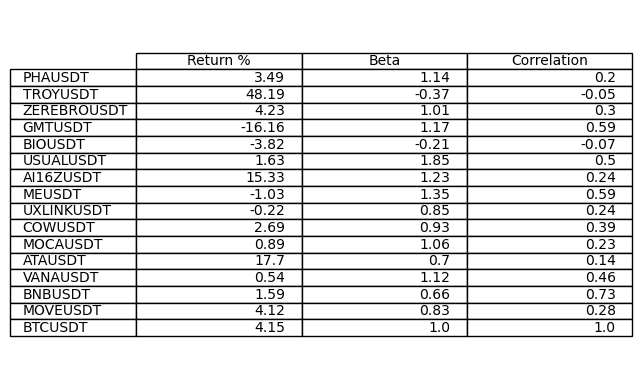 Return % Beta Correlation
PHAUSDT 3.49 1.14 0.2
TROYUSDT 48.19 -0.37 -0.05
ZEREBROUSDT 4.23 1.01 0.3
GMTUSDT -16.16 1.17 0.59
BIOUSDT -3.82 -0.21 -0.07
USUALUSDT 1.63 1.85 0.5
AI16ZUSDT 15.33 1.23 0.24
MEUSDT -1.03 1.35 0.59
UXLINKUSDT -0.22 0.85 0.24
COWUSDT 2.69 0.93 0.39
MOCAUSDT 0.89 1.06 0.23
ATAUSDT 17.7 0.7 0.14
VANAUSDT 0.54 1.12 0.46
BNBUSDT 1.59 0.66 0.73
MOVEUSDT 4.12 0.83 0.28
BTCUSDT 4.15 1.0 1.0